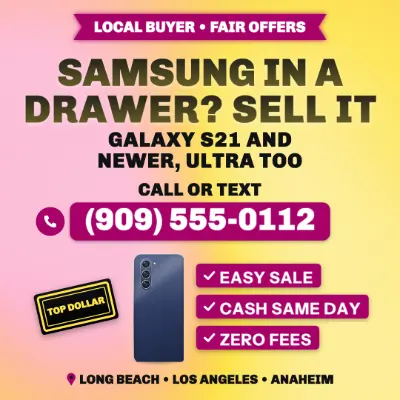 LOCAL BUYER • FAIR OFFERS
SAMSUNG IN A
DRAWER? SELL IT
GALAXY S21 AND
NEWER, ULTRA TOO
CALL OR TEXT
(909) 555-0112
TOP DOLLAR
EASY SALE
CASH SAME DAY
ZERO FEES
LONG BEACH • LOS ANGELES • ANAHEIM